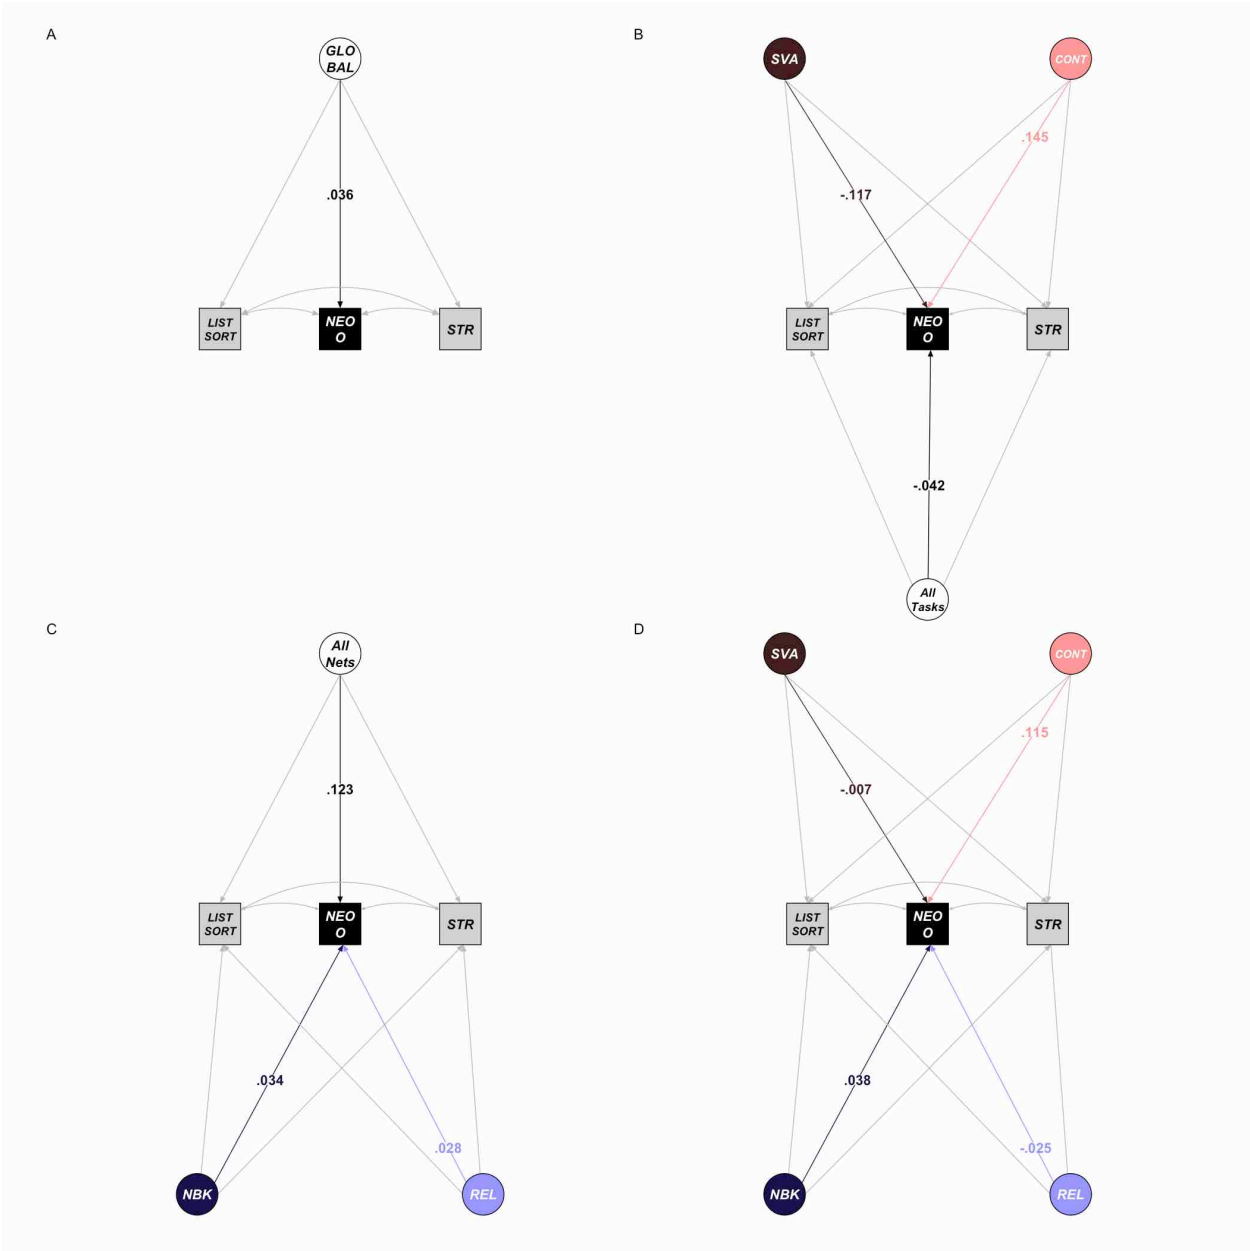 A
GLO
BAL
.036
LIST
SORT
NEO
O
STR
B
SVA
CONT
.145
-.117
LIST
SORT
NEO
O
STR
-.042
All
Tasks
C
All
Nets
.123
LIST
SORT
NEO
O
STR
.034
.028
NBK
REL
D
SVA
CONT
.115
-.007
LIST
SORT
NEO
O
STR
.038
-.025
NBK
REL